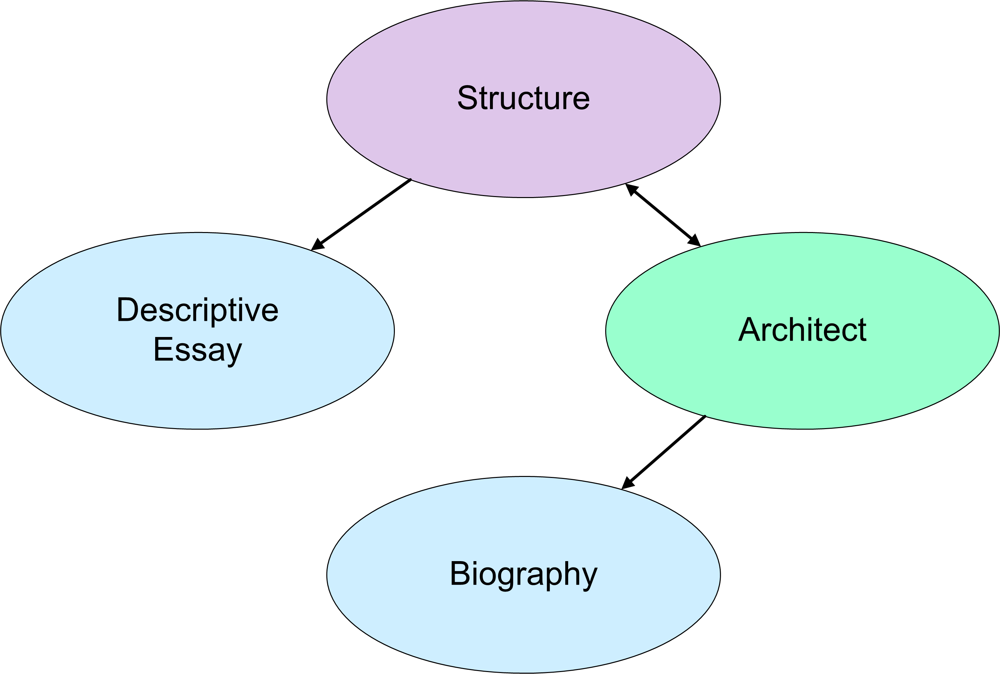 Structure
Descriptive
Essay
Architect
Biography